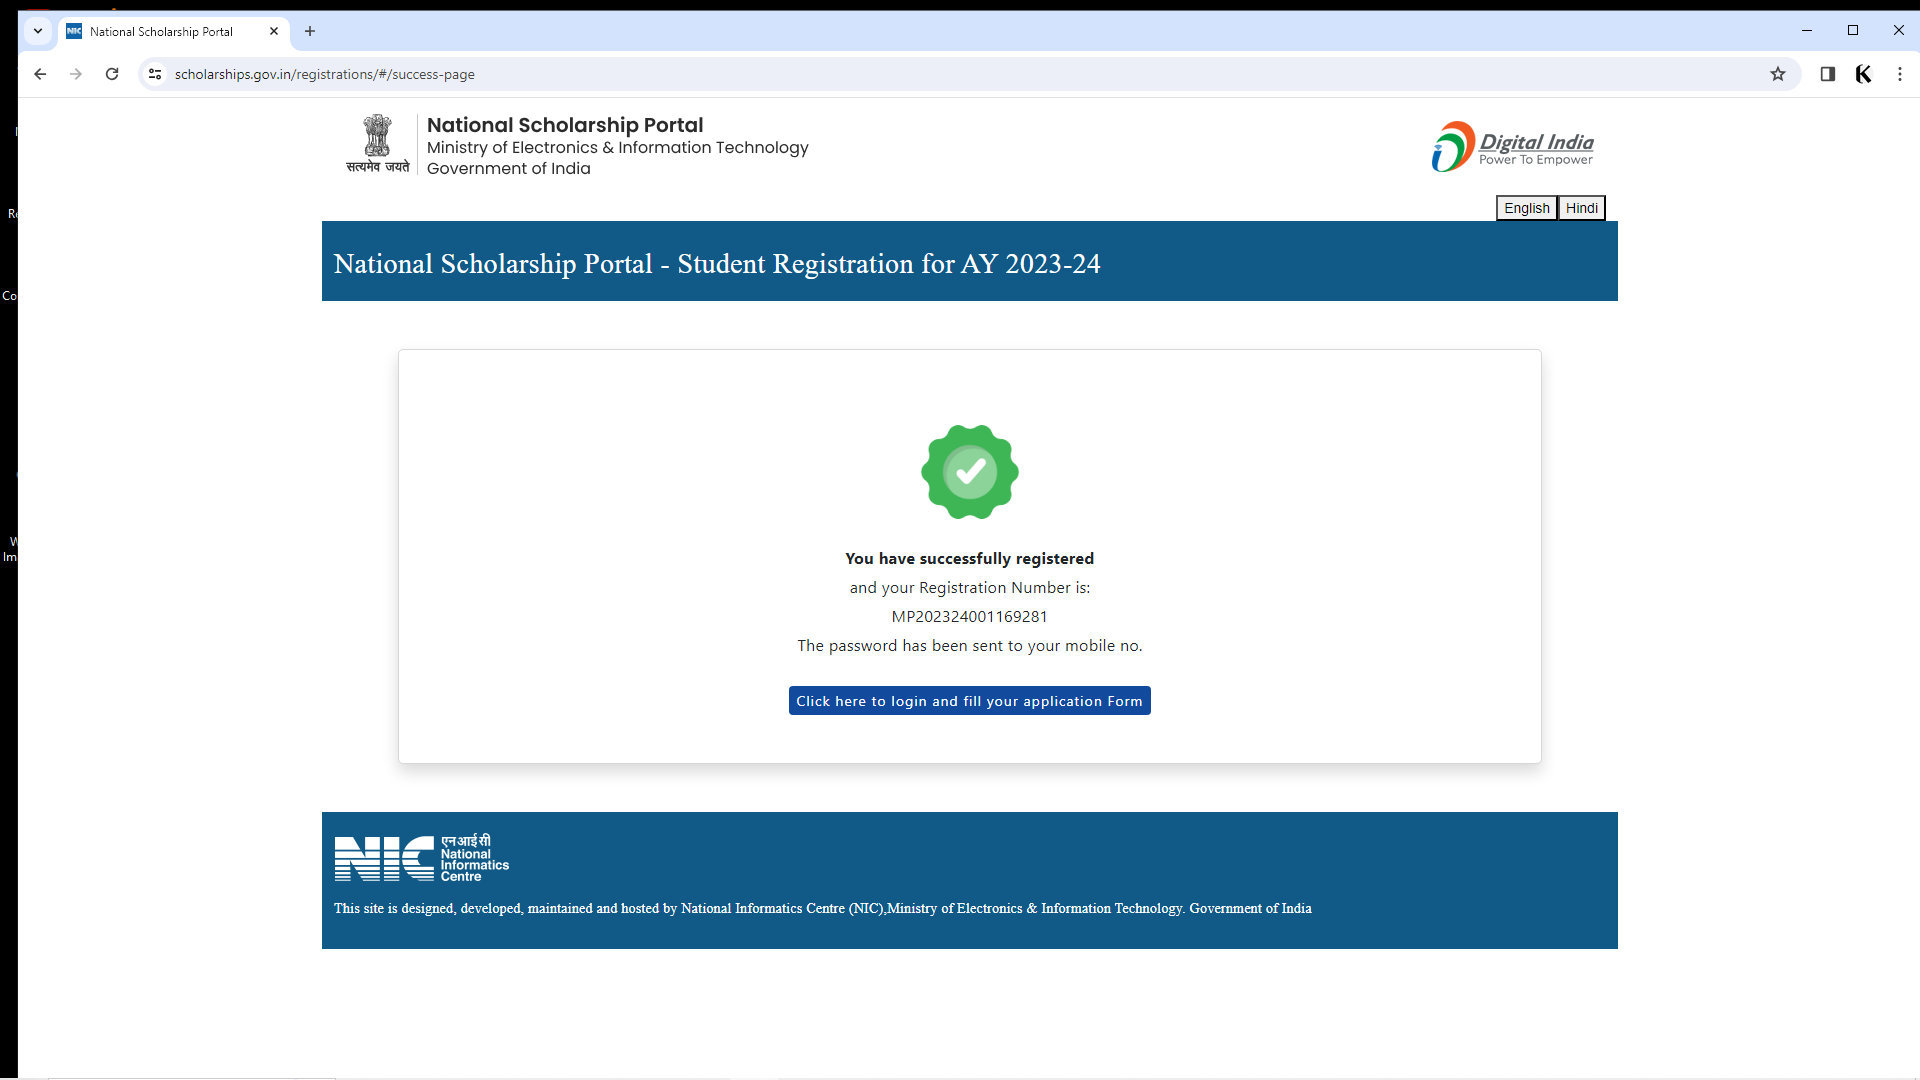 National Scholarship Portal
scholarships.gov.in/registrations/#/success-page
सत्यमेव जयते
National Scholarship Portal
Ministry of Electronics & Information Technology
Government of India
Digital India
Power To Empower
English Hindi
National Scholarship Portal - Student Registration for AY 2023-24
You have successfully registered
and your Registration Number is:
MP202324001169281
The password has been sent to your mobile no.
Click here to login and fill your application Form
NIC
एन आई सी
National
Informatics
Centre
This site is designed, developed, maintained and hosted by National Informatics Centre (NIC),Ministry of Electronics & Information Technology. Government of India